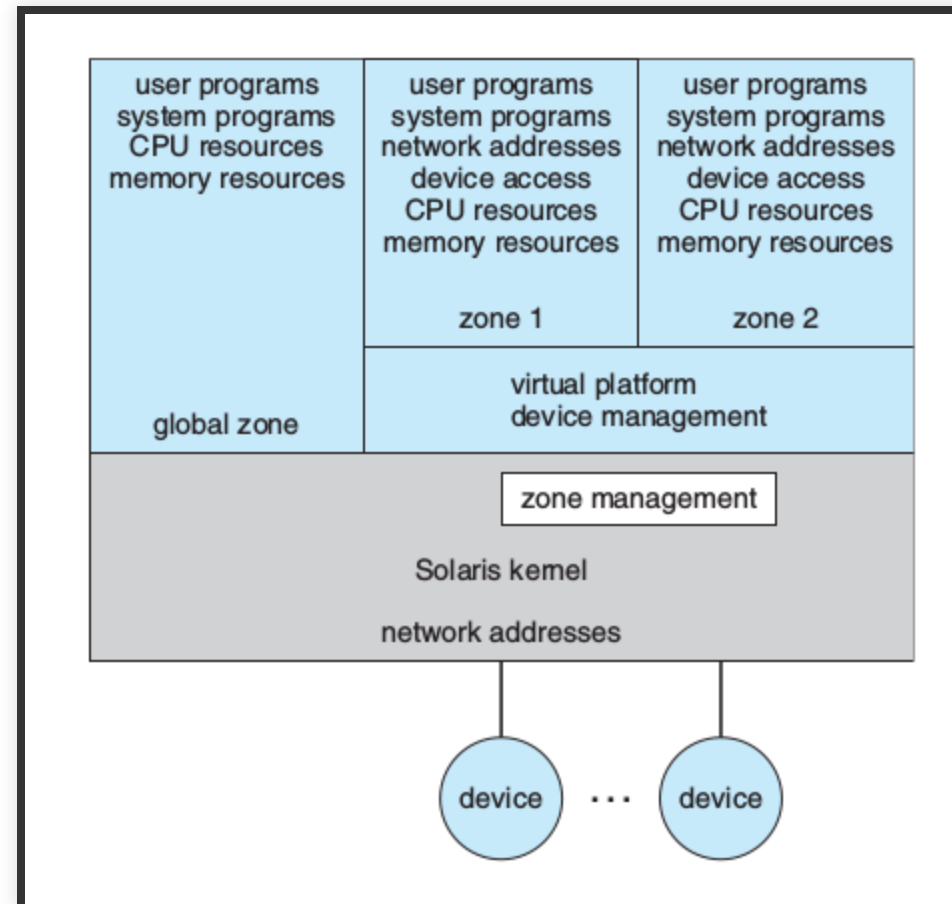 user programs
system programs
CPU resources
memory resources
global zone
user programs
system programs
network addresses
device access
CPU resources
memory resources
zone 1
user programs
system programs
network addresses
device access
CPU resources
memory resources
zone 2
virtual platform
device management
zone management
Solaris kernel
network addresses
device
...
device